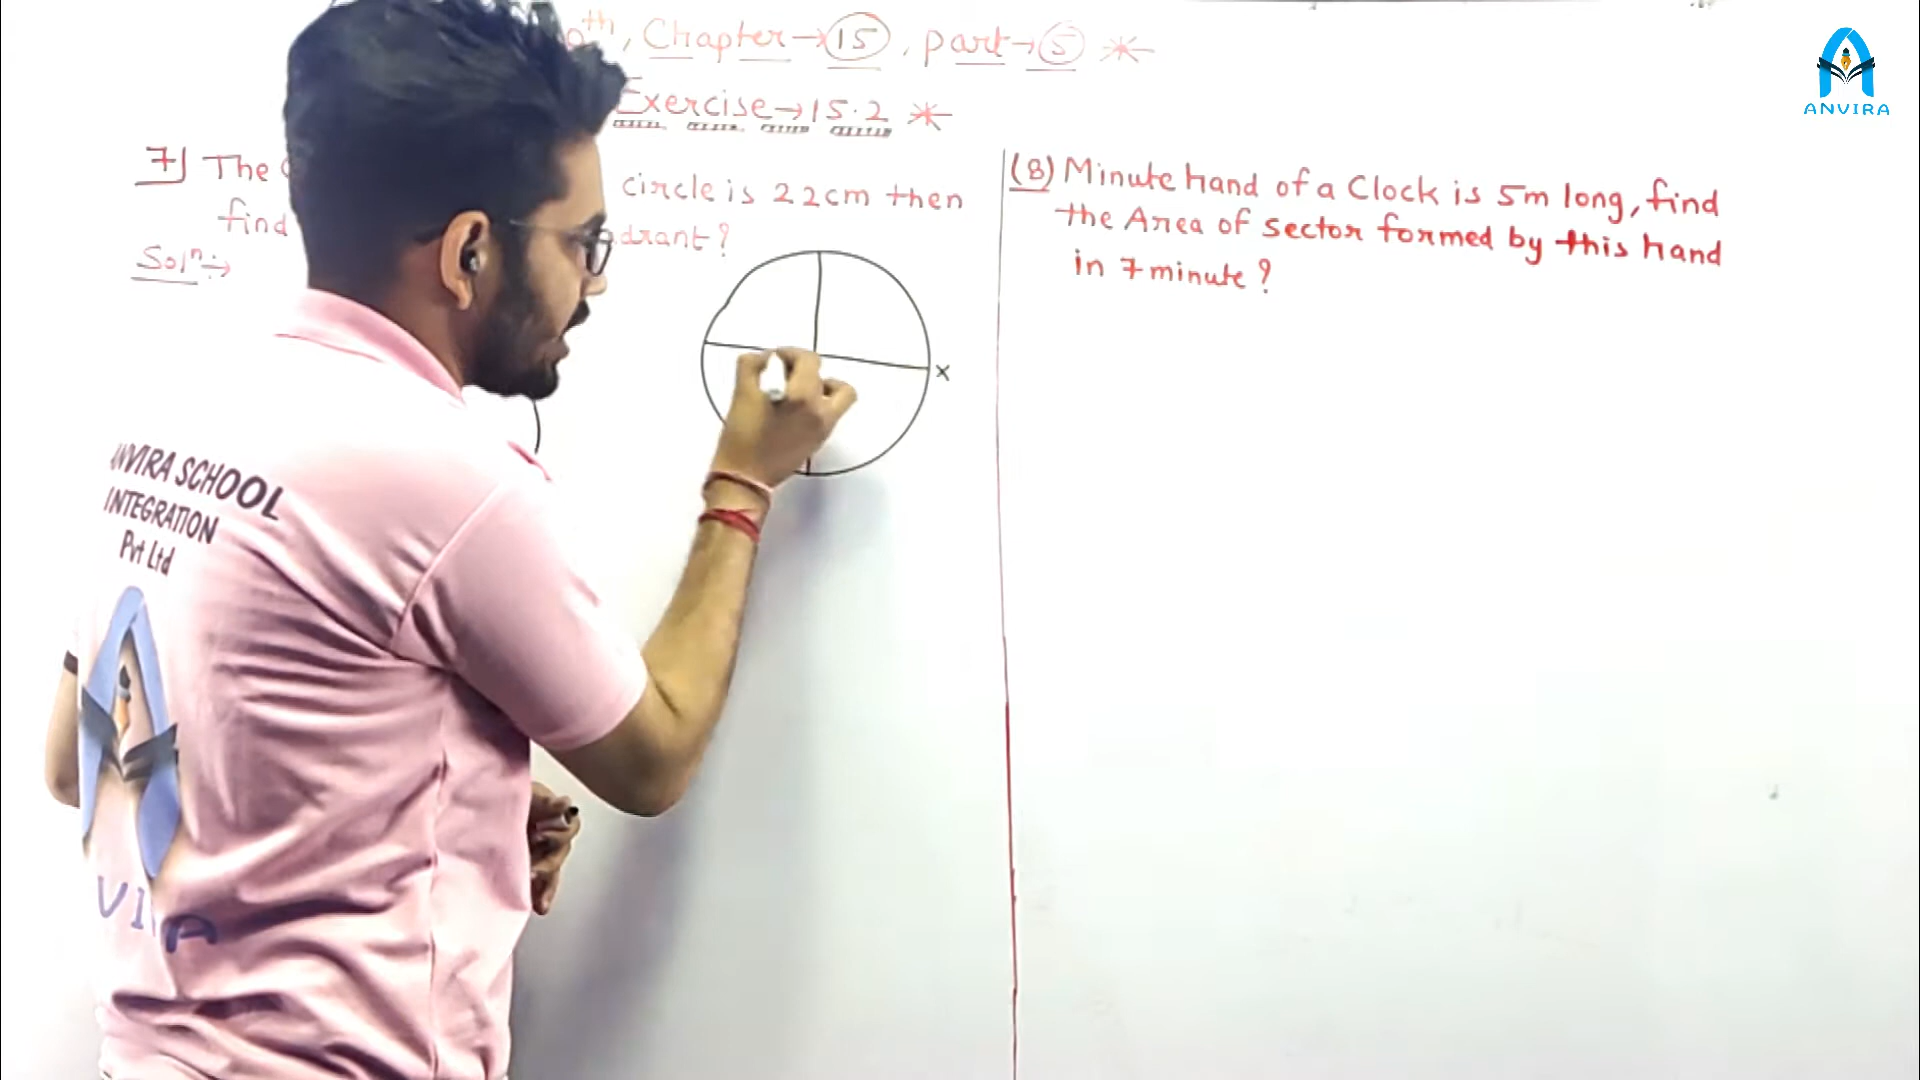 th, Chapter→15, part→5
Exercise→15.2
7] The circle is 22cm then
find drant?
Solⁿ:→
x
(8) Minute hand of a Clock is 5m long, find
the Area of sector formed by this hand
in 7 minute?
ANVIRA
ANVIRA SCHOOL
INTEGRATION
Pvt Ltd